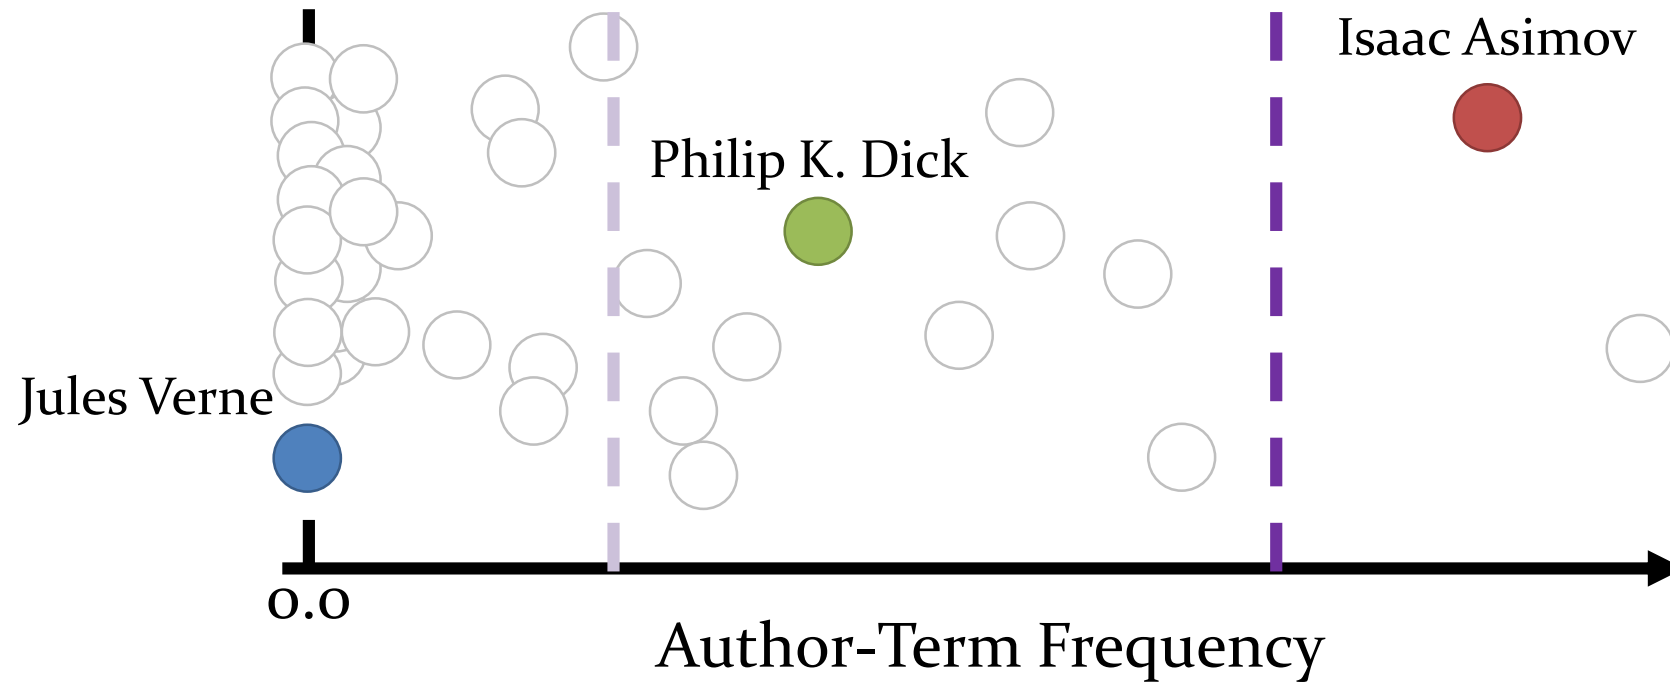 Isaac Asimov
Philip K. Dick
Jules Verne
0.0
Author-Term Frequency